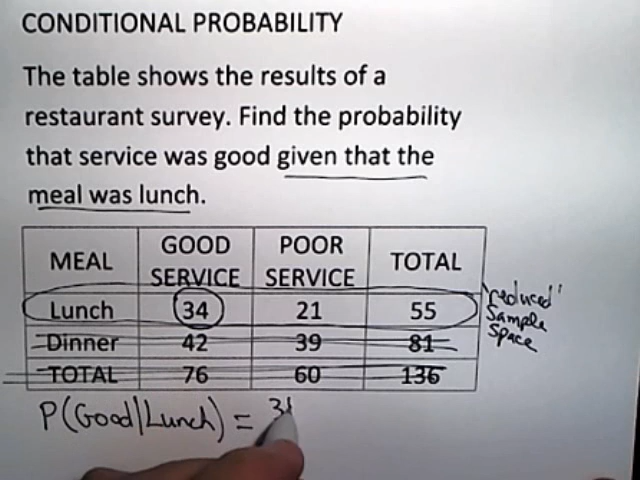 CONDITIONAL PROBABILITY
The table shows the results of a
restaurant survey. Find the probability
that service was good given that the
meal was lunch.
MEAL GOOD SERVICE POOR SERVICE TOTAL
Lunch 34 21 55
Dinner 42 39 81
TOTAL 76 60 136
"reduced"
Sample
Space
P(Good|Lunch) = 34